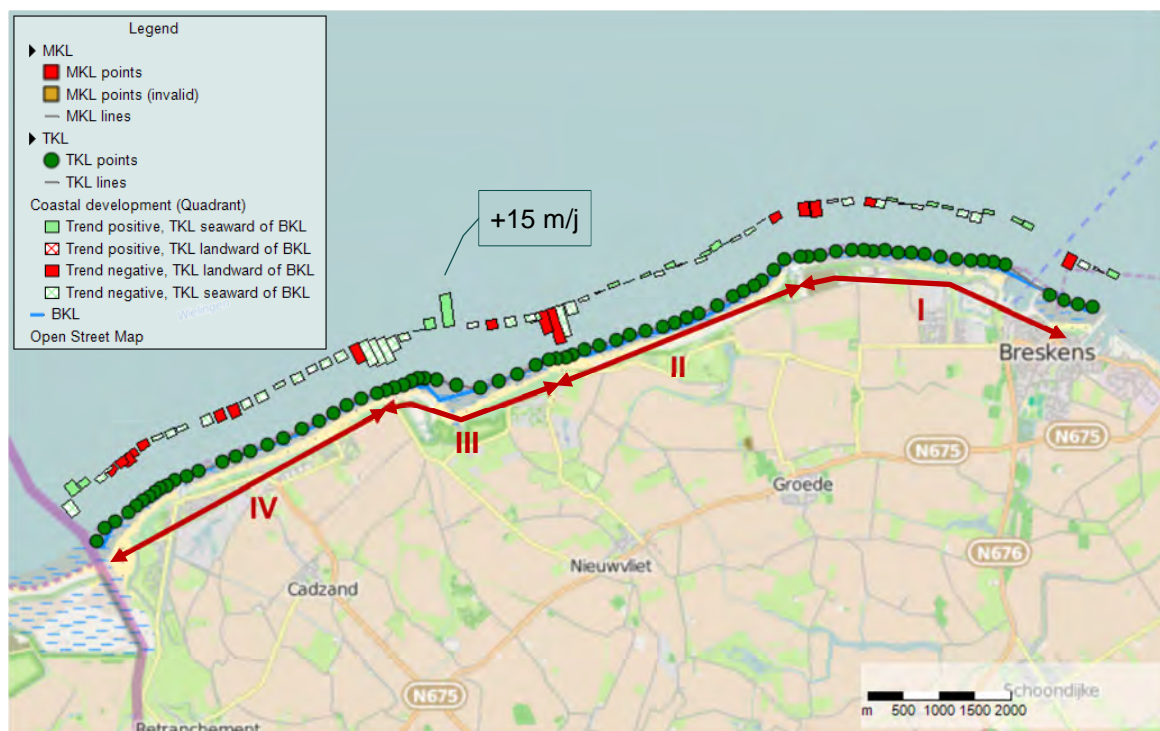 Legend
MKL
MKL points
MKL points (invalid)
MKL lines
TKL
TKL points
TKL lines
Coastal development (Quadrant)
Trend positive, TKL seaward of BKL
Trend positive, TKL landward of BKL
Trend negative, TKL landward of BKL
Trend negative, TKL seaward of BKL
BKL
Open Street Map
+15 m/j
I
Breskens
II
III
N675
N675
IV
Groede
N676
Nieuwvliet
Cadzand
N675
Schoondijke
m 500 1000 1500 2000
Retranchement